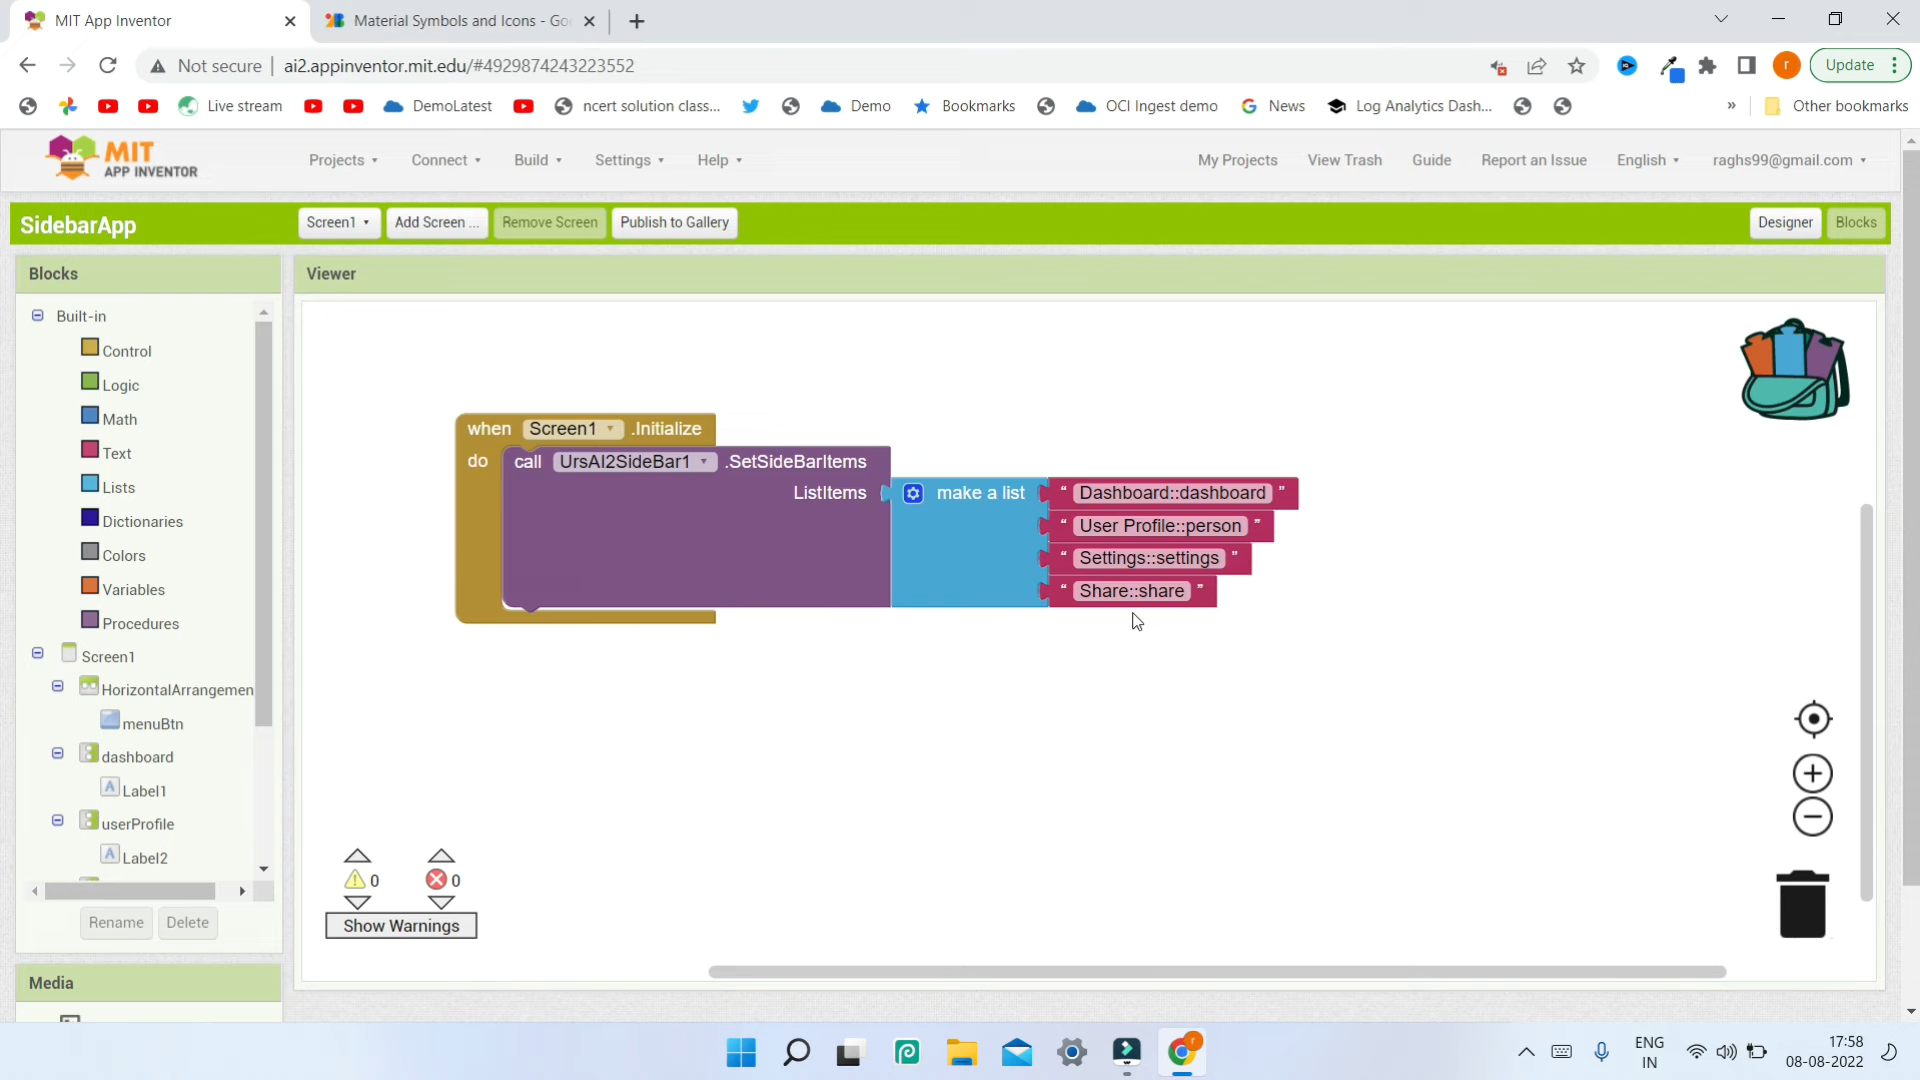 MIT App Inventor
Material Symbols and Icons - Goo
Not secure
ai2.appinventor.mit.edu/#4929874243223552
r
Update
Live stream
DemoLatest
ncert solution class...
Demo
Bookmarks
OCI Ingest demo
News
Log Analytics Dash...
»
Other bookmarks
MIT
APP INVENTOR
Projects
Connect
Build
Settings
Help
My Projects
View Trash
Guide
Report an Issue
English
raghs99@gmail.com
SidebarApp
Screen1
Add Screen ...
Remove Screen
Publish to Gallery
Designer
Blocks
Blocks
Viewer
Built-in
Control
Logic
Math
Text
Lists
Dictionaries
Colors
Variables
Procedures
Screen1
HorizontalArrangemen
menuBtn
dashboard
A Label1
userProfile
A Label2
Rename
Delete
Media
when Screen1 .Initialize
do call UrsAI2SideBar1 .SetSideBarItems
ListItems make a list “ Dashboard::dashboard ”
“ User Profile::person ”
“ Settings::settings ”
“ Share::share ”
0
0
Show Warnings
r
ENG
IN
17:58
08-08-2022